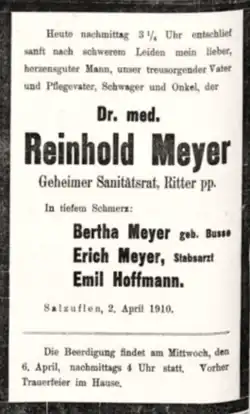 Heute nachmittag 3 1/4 Uhr entschlief
sanft nach schwerem Leiden mein lieber,
herzensguter Mann, unser treusorgender Vater
und Pflegevater, Schwager und Onkel, der
Dr. med.
Reinhold Meyer
Geheimer Sanitätsrat, Ritter pp.
In tiefem Schmerz:
Bertha Meyer geb. Busse
Erich Meyer, Stabsarzt
Emil Hoffmann.
Salzuflen, 2. April 1910.
Die Beerdigung findet am Mittwoch, den
6. April, nachmittags 4 Uhr statt. Vorher
Trauerfeier im Hause.